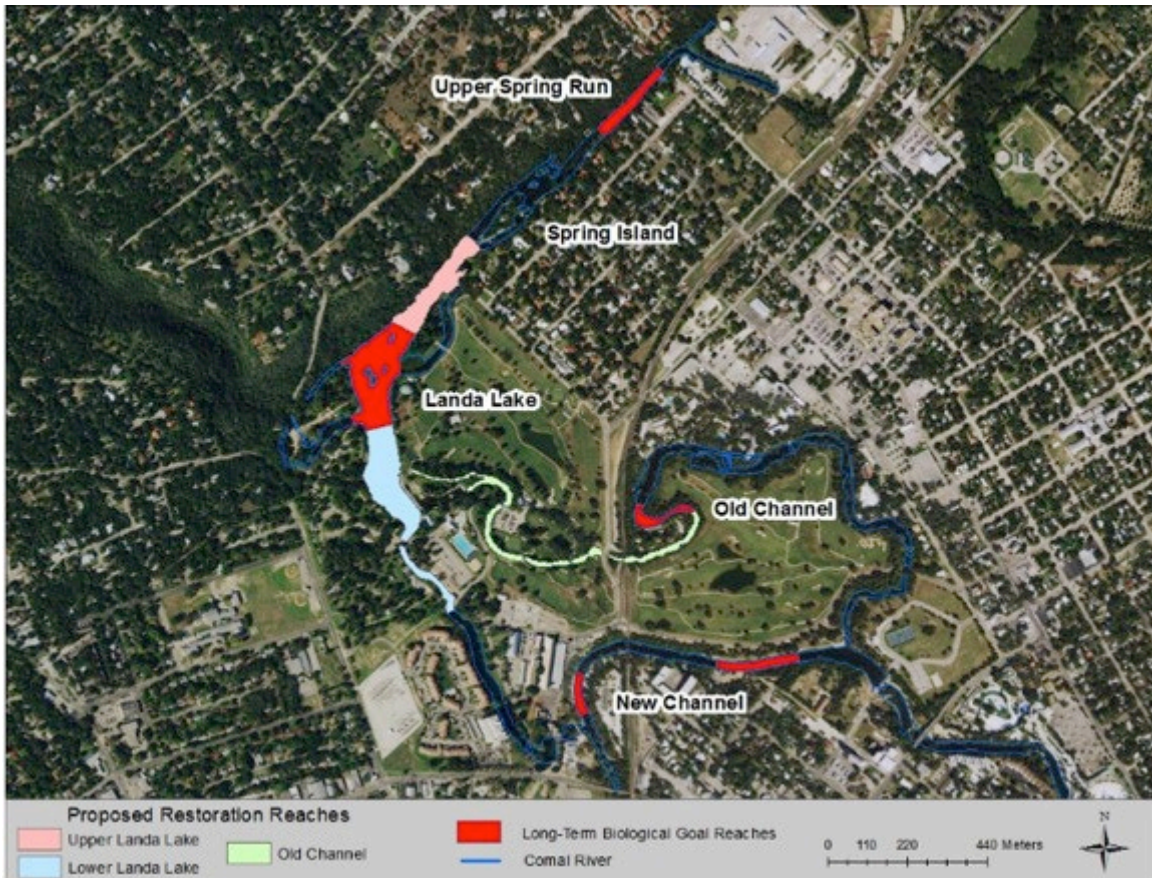 Upper Spring Run
Spring Island
Landa Lake
Old Channel
New Channel
Proposed Restoration Reaches
Upper Landa Lake
Lower Landa Lake
Old Channel
Long-Term Biological Goal Reaches
Comal River
0 110 220 440 Meters
N